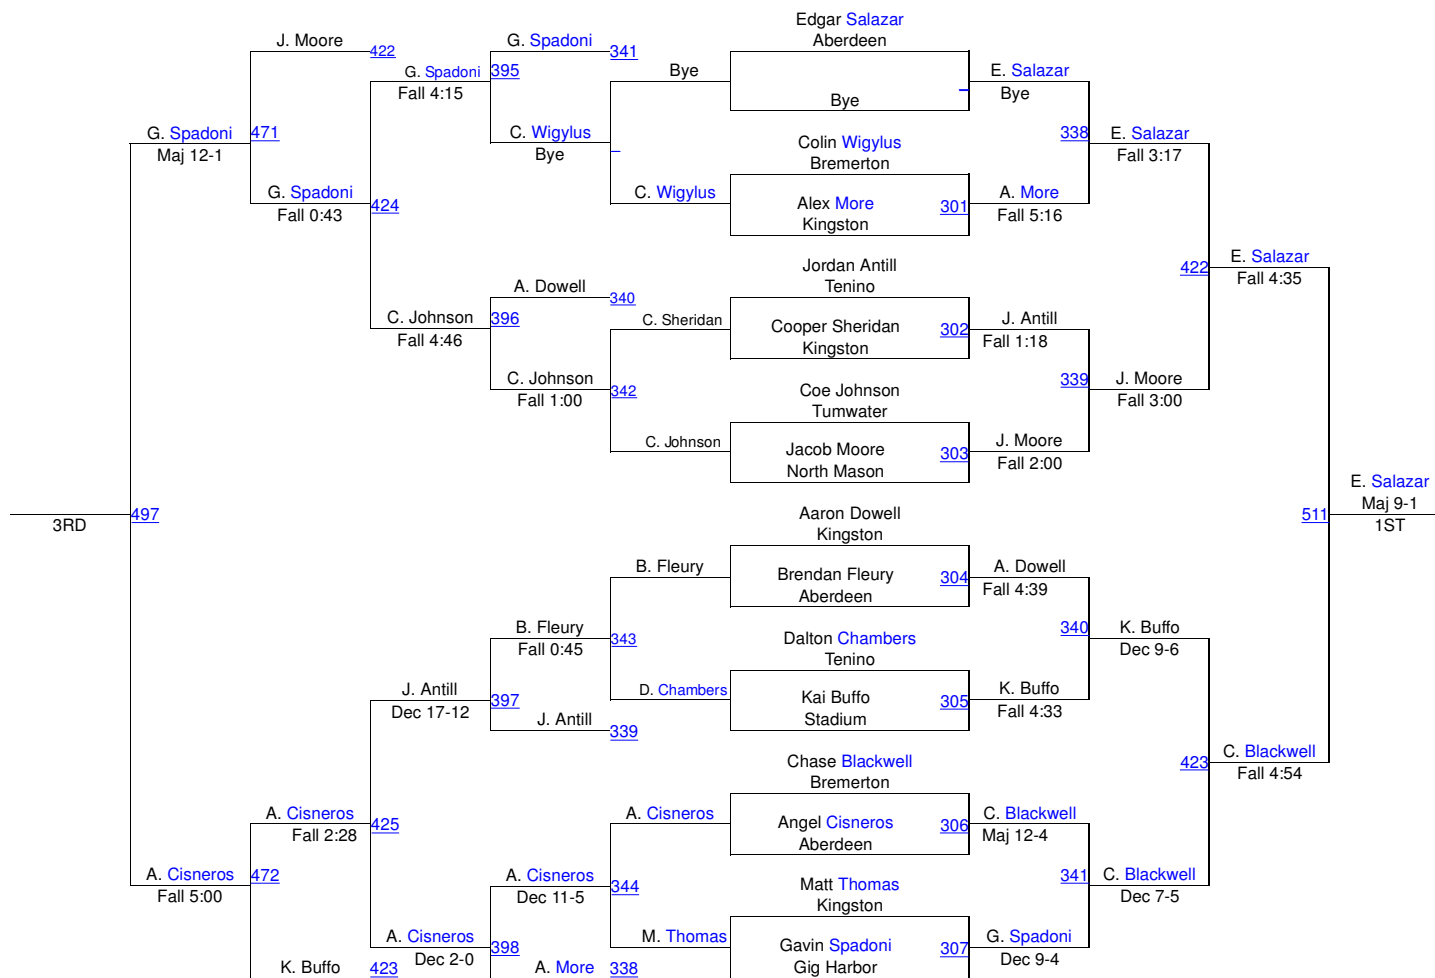 Edgar Salazar
Aberdeen
J. Moore
422
G. Spadoni
341
G. Spadoni
395
Fall 4:15
Bye
Bye
E. Salazar
Bye
G. Spadoni
471
Maj 12-1
C. Wigylus
Bye
Colin Wigylus
Bremerton
338
E. Salazar
Fall 3:17
G. Spadoni
Fall 0:43
424
C. Wigylus
Alex More
Kingston
301
A. More
Fall 5:16
Jordan Antill
Tenino
422
E. Salazar
Fall 4:35
A. Dowell
340
C. Johnson
396
Fall 4:46
C. Sheridan
Cooper Sheridan
Kingston
302
J. Antill
Fall 1:18
C. Johnson
Fall 1:00
342
Coe Johnson
Tumwater
339
J. Moore
Fall 3:00
C. Johnson
Jacob Moore
North Mason
303
J. Moore
Fall 2:00
3RD
497
Aaron Dowell
Kingston
511
E. Salazar
Maj 9-1
1ST
B. Fleury
Brendan Fleury
Aberdeen
304
A. Dowell
Fall 4:39
B. Fleury
Fall 0:45
343
Dalton Chambers
Tenino
340
K. Buffo
Dec 9-6
J. Antill
Dec 17-12
397
D. Chambers
Kai Buffo
Stadium
305
K. Buffo
Fall 4:33
J. Antill
339
Chase Blackwell
Bremerton
423
C. Blackwell
Fall 4:54
A. Cisneros
Fall 2:28
425
A. Cisneros
Angel Cisneros
Aberdeen
306
C. Blackwell
Maj 12-4
A. Cisneros
Fall 5:00
472
A. Cisneros
Dec 11-5
344
Matt Thomas
Kingston
341
C. Blackwell
Dec 7-5
A. Cisneros
Dec 2-0
398
M. Thomas
Gavin Spadoni
Gig Harbor
307
G. Spadoni
Dec 9-4
K. Buffo
423
A. More
338